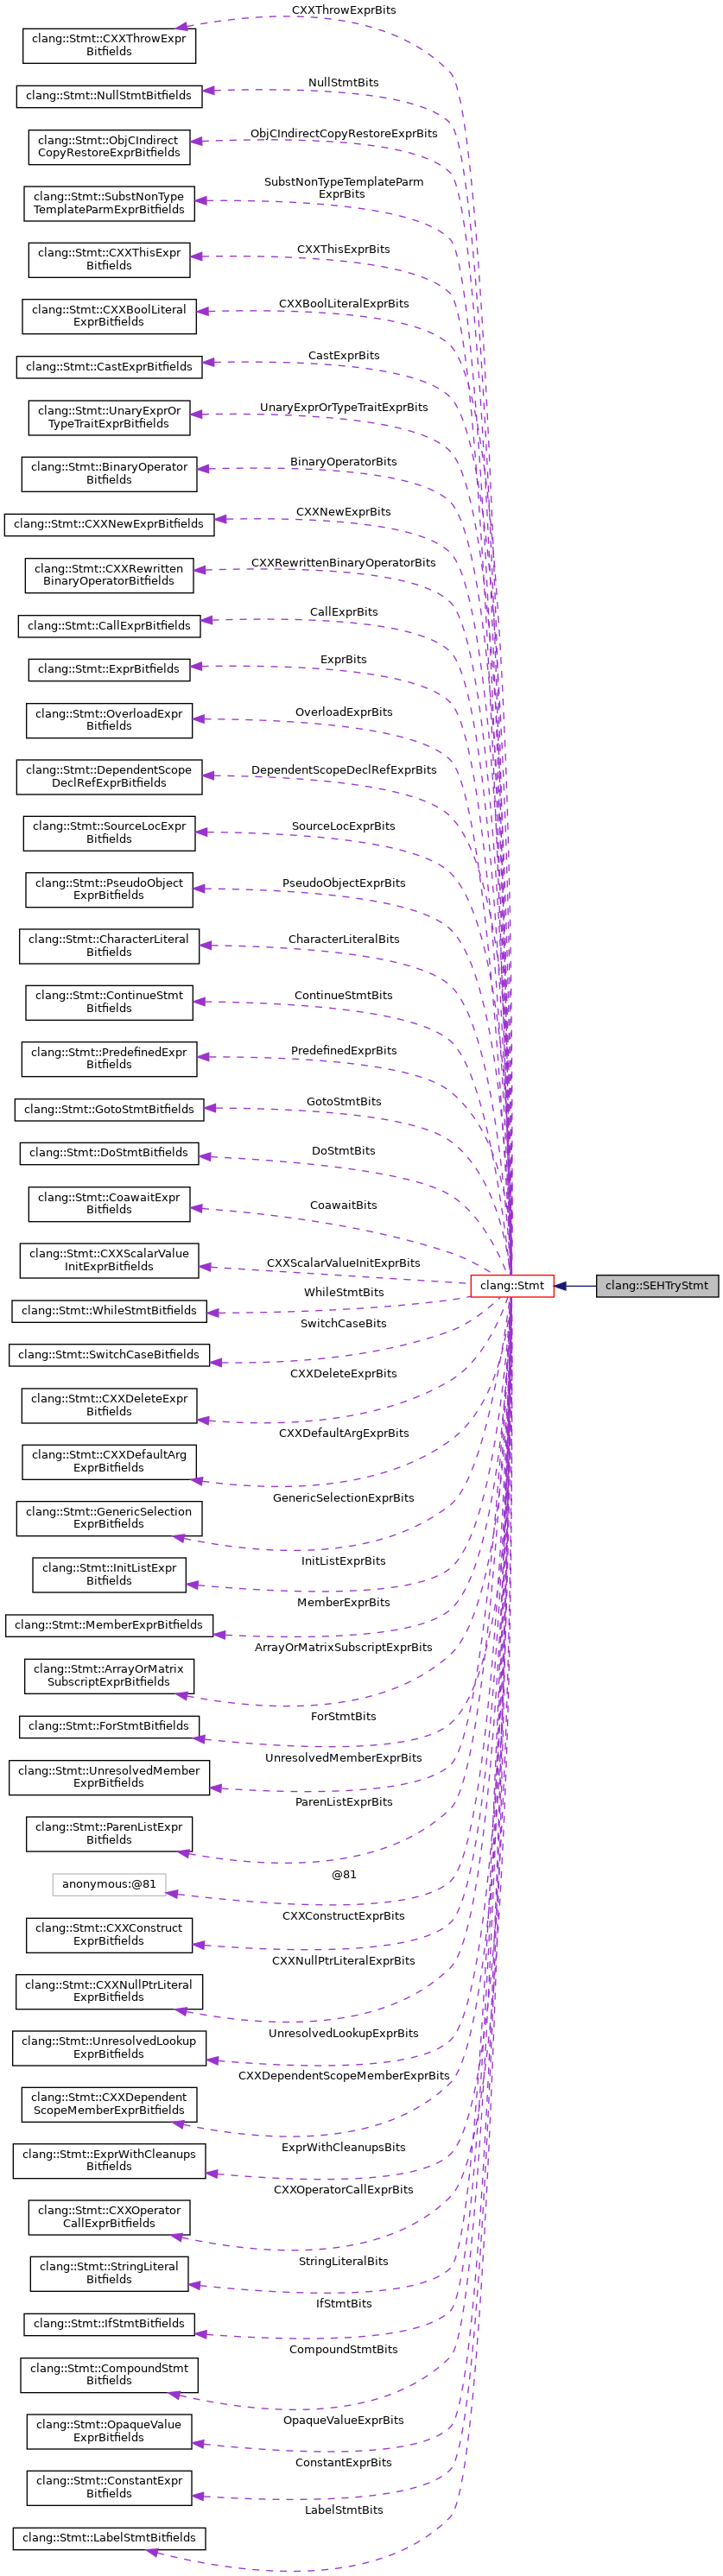 CXXThrowExprBits
clang::Stmt::CXXThrowExpr
Bitfields
NullStmtBits
clang::Stmt::NullStmtBitfields
ObjCIndirectCopyRestoreExprBits
clang::Stmt::ObjCIndirect
CopyRestoreExprBitfields
SubstNonTypeTemplateParm
ExprBits
clang::Stmt::SubstNonType
TemplateParmExprBitfields
CXXThisExprBits
clang::Stmt::CXXThisExpr
Bitfields
CXXBoolLiteralExprBits
clang::Stmt::CXXBoolLiteral
ExprBitfields
CastExprBits
clang::Stmt::CastExprBitfields
UnaryExprOrTypeTraitExprBits
clang::Stmt::UnaryExprOr
TypeTraitExprBitfields
BinaryOperatorBits
clang::Stmt::BinaryOperator
Bitfields
CXXNewExprBits
clang::Stmt::CXXNewExprBitfields
CXXRewrittenBinaryOperatorBits
clang::Stmt::CXXRewritten
BinaryOperatorBitfields
CallExprBits
clang::Stmt::CallExprBitfields
ExprBits
clang::Stmt::ExprBitfields
OverloadExprBits
clang::Stmt::OverloadExpr
Bitfields
DependentScopeDeclRefExprBits
clang::Stmt::DependentScope
DeclRefExprBitfields
SourceLocExprBits
clang::Stmt::SourceLocExpr
Bitfields
PseudoObjectExprBits
clang::Stmt::PseudoObject
ExprBitfields
CharacterLiteralBits
clang::Stmt::CharacterLiteral
Bitfields
ContinueStmtBits
clang::Stmt::ContinueStmt
Bitfields
PredefinedExprBits
clang::Stmt::PredefinedExpr
Bitfields
GotoStmtBits
clang::Stmt::GotoStmtBitfields
DoStmtBits
clang::Stmt::DoStmtBitfields
CoawaitBits
clang::Stmt::CoawaitExpr
Bitfields
CXXScalarValueInitExprBits
clang::Stmt::CXXScalarValue
InitExprBitfields
clang::Stmt
clang::SEHTryStmt
WhileStmtBits
clang::Stmt::WhileStmtBitfields
SwitchCaseBits
clang::Stmt::SwitchCaseBitfields
CXXDeleteExprBits
clang::Stmt::CXXDeleteExpr
Bitfields
CXXDefaultArgExprBits
clang::Stmt::CXXDefaultArg
ExprBitfields
GenericSelectionExprBits
clang::Stmt::GenericSelection
ExprBitfields
InitListExprBits
clang::Stmt::InitListExpr
Bitfields
MemberExprBits
clang::Stmt::MemberExprBitfields
ArrayOrMatrixSubscriptExprBits
clang::Stmt::ArrayOrMatrix
SubscriptExprBitfields
ForStmtBits
clang::Stmt::ForStmtBitfields
UnresolvedMemberExprBits
clang::Stmt::UnresolvedMember
ExprBitfields
ParenListExprBits
clang::Stmt::ParenListExpr
Bitfields
@81
anonymous:@81
CXXConstructExprBits
clang::Stmt::CXXConstruct
ExprBitfields
CXXNullPtrLiteralExprBits
clang::Stmt::CXXNullPtrLiteral
ExprBitfields
UnresolvedLookupExprBits
clang::Stmt::UnresolvedLookup
ExprBitfields
CXXDependentScopeMemberExprBits
clang::Stmt::CXXDependent
ScopeMemberExprBitfields
ExprWithCleanupsBits
clang::Stmt::ExprWithCleanups
Bitfields
CXXOperatorCallExprBits
clang::Stmt::CXXOperator
CallExprBitfields
StringLiteralBits
clang::Stmt::StringLiteral
Bitfields
IfStmtBits
clang::Stmt::IfStmtBitfields
CompoundStmtBits
clang::Stmt::CompoundStmt
Bitfields
OpaqueValueExprBits
clang::Stmt::OpaqueValue
ExprBitfields
ConstantExprBits
clang::Stmt::ConstantExpr
Bitfields
LabelStmtBits
clang::Stmt::LabelStmtBitfields